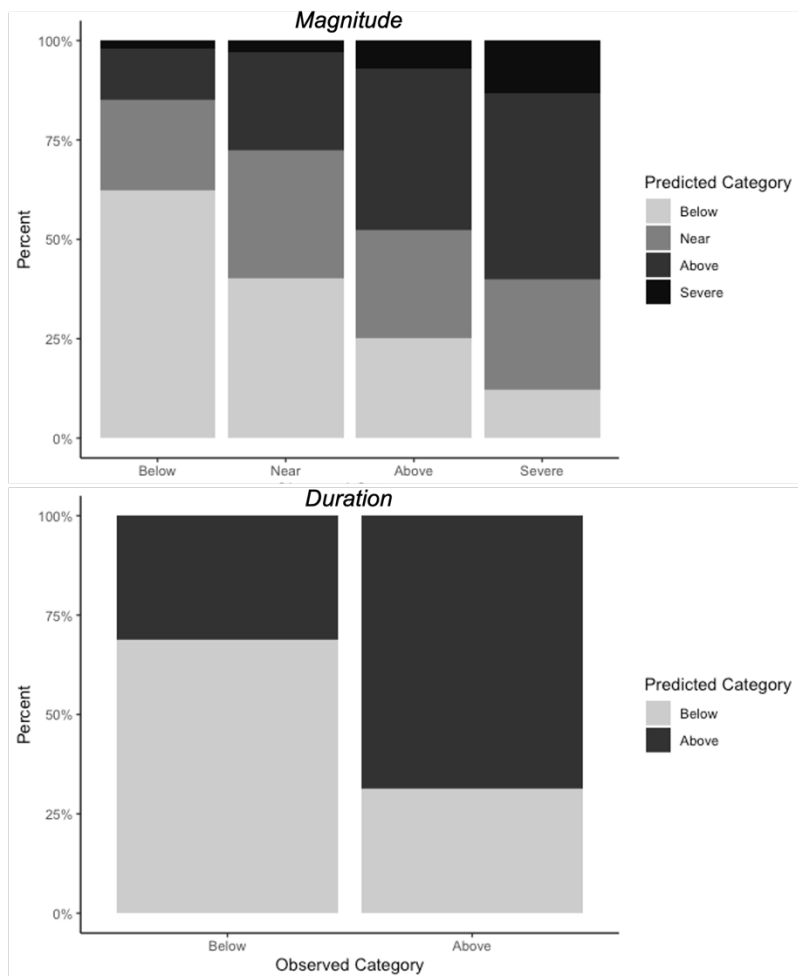 Magnitude
100%
75%
50%
25%
0%
Percent
Below
Near
Above
Severe
Predicted Category
Below
Near
Above
Severe
Duration
100%
75%
50%
25%
0%
Percent
Below
Above
Observed Category
Predicted Category
Below
Above